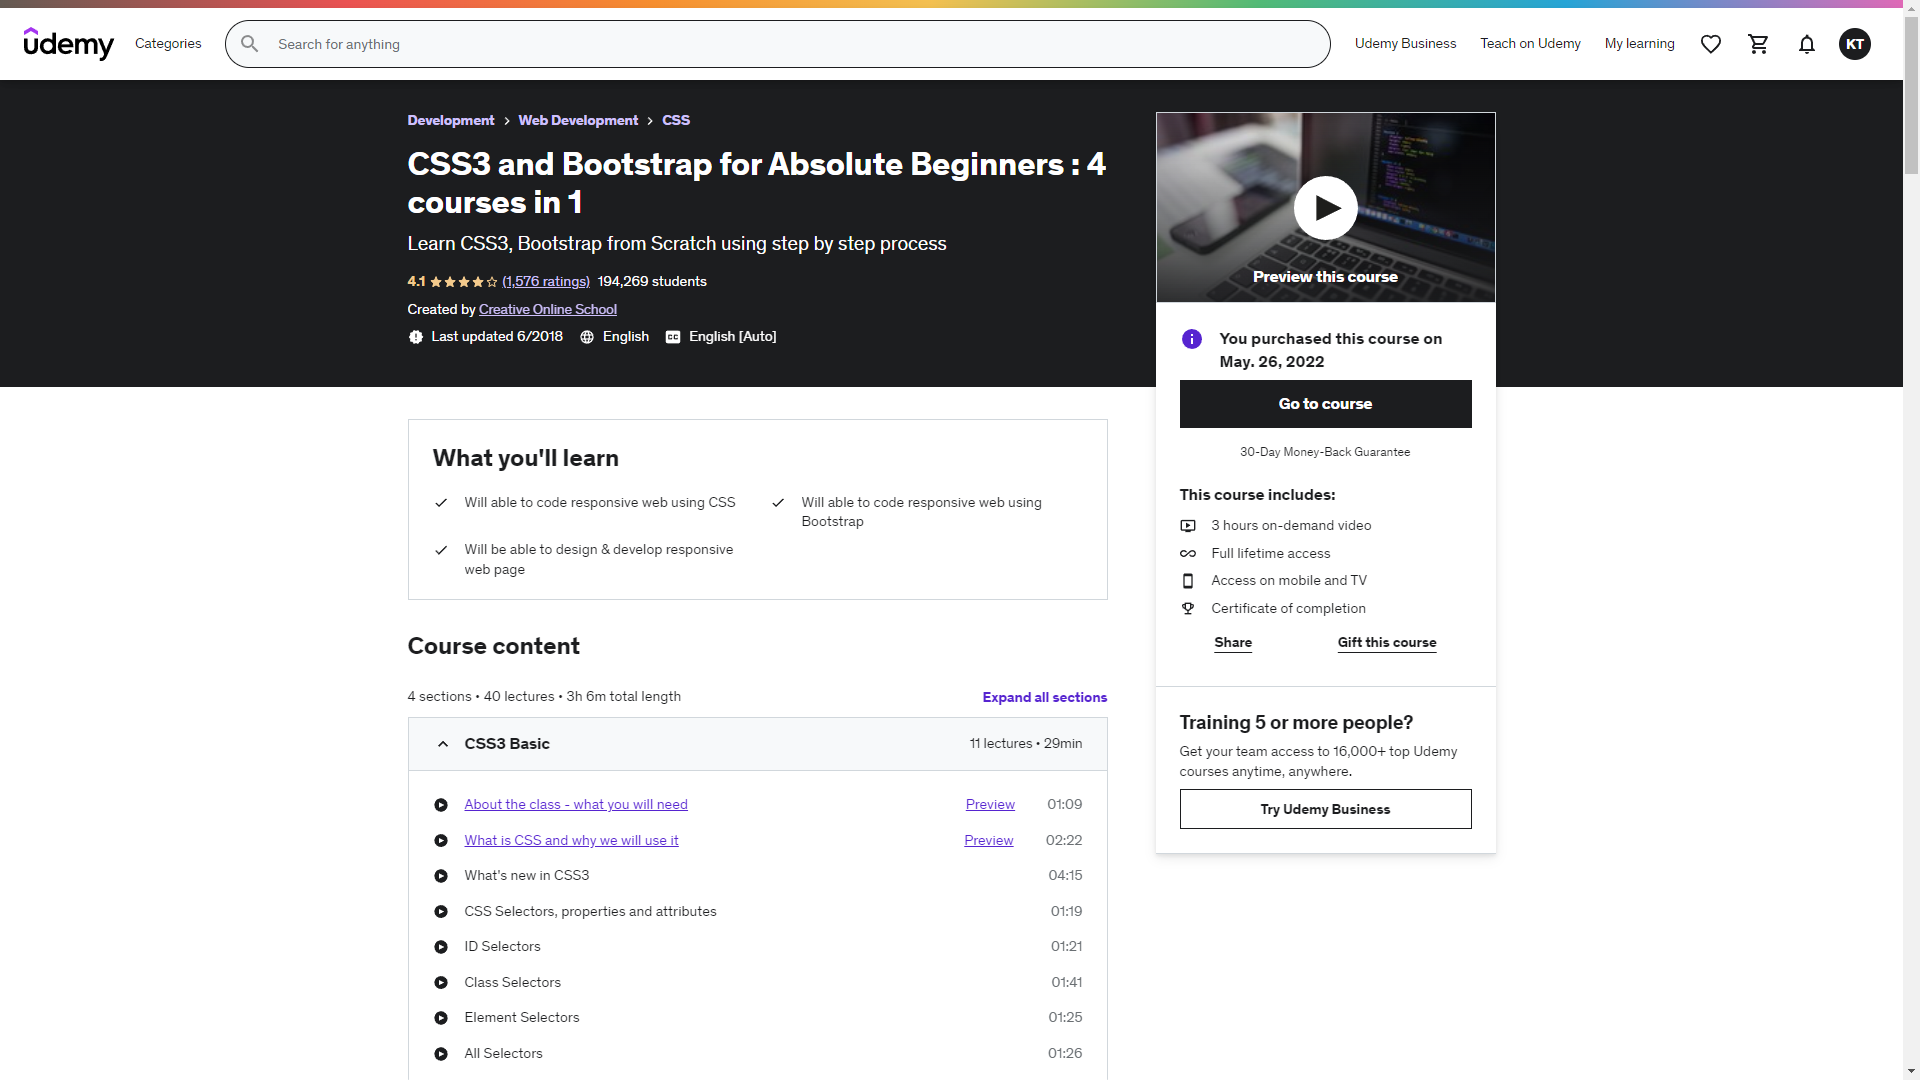 udemy
Categories
Search for anything
Udemy Business
Teach on Udemy
My learning
KT
Development
Web Development
CSS
CSS3 and Bootstrap for Absolute Beginners : 4
courses in 1
Learn CSS3, Bootstrap from Scratch using step by step process
4.1 (1,576 ratings) 194,269 students
Created by Creative Online School
Last updated 6/2018 English English [Auto]
Preview this course
You purchased this course on
May. 26, 2022
Go to course
30-Day Money-Back Guarantee
This course includes:
3 hours on-demand video
Full lifetime access
Access on mobile and TV
Certificate of completion
Share
Gift this course
Training 5 or more people?
Get your team access to 16,000+ top Udemy
courses anytime, anywhere.
Try Udemy Business
What you'll learn
Will able to code responsive web using CSS
Will able to code responsive web using
Bootstrap
Will be able to design & develop responsive
web page
Course content
4 sections • 40 lectures • 3h 6m total length
Expand all sections
CSS3 Basic 11 lectures • 29min
About the class - what you will need Preview 01:09
What is CSS and why we will use it Preview 02:22
What's new in CSS3 04:15
CSS Selectors, properties and attributes 01:19
ID Selectors 01:21
Class Selectors 01:41
Element Selectors 01:25
All Selectors 01:26